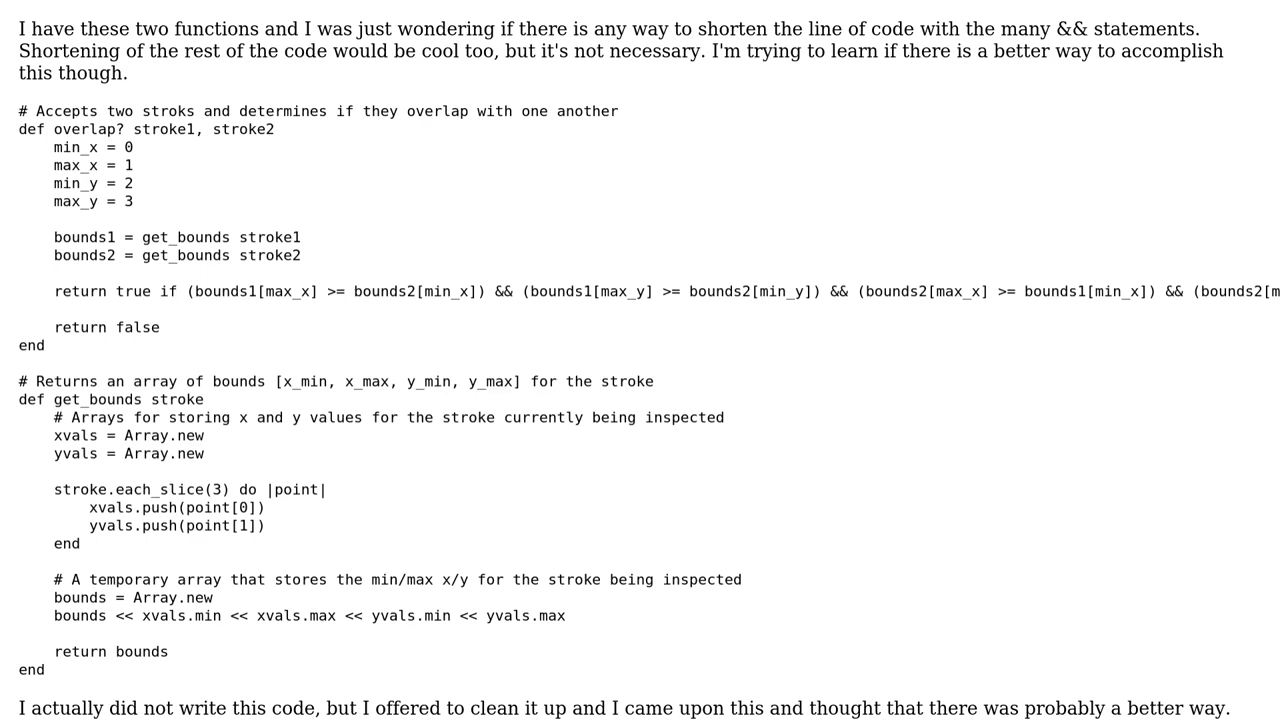 I have these two functions and I was just wondering if there is any way to shorten the line of code with the many && statements.
Shortening of the rest of the code would be cool too, but it's not necessary. I'm trying to learn if there is a better way to accomplish
this though.
# Accepts two stroks and determines if they overlap with one another
def overlap? stroke1, stroke2
    min_x = 0
    max_x = 1
    min_y = 2
    max_y = 3
    bounds1 = get_bounds stroke1
    bounds2 = get_bounds stroke2
    return true if (bounds1[max_x] >= bounds2[min_x]) && (bounds1[max_y] >= bounds2[min_y]) && (bounds2[max_x] >= bounds1[min_x]) && (bounds2[m
    return false
end
# Returns an array of bounds [x_min, x_max, y_min, y_max] for the stroke
def get_bounds stroke
    # Arrays for storing x and y values for the stroke currently being inspected
    xvals = Array.new
    yvals = Array.new
    stroke.each_slice(3) do |point|
        xvals.push(point[0])
        yvals.push(point[1])
    end
    # A temporary array that stores the min/max x/y for the stroke being inspected
    bounds = Array.new
    bounds << xvals.min << xvals.max << yvals.min << yvals.max
    return bounds
end
I actually did not write this code, but I offered to clean it up and I came upon this and thought that there was probably a better way.